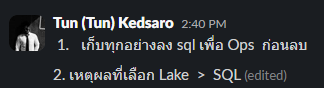 Tun (Tun) Kedsaro 2:40 PM
1. เก็บทุกอย่างลง sql เพื่อ Ops ก่อนลบ
2. เหตุผลที่เลือก Lake > SQL (edited)